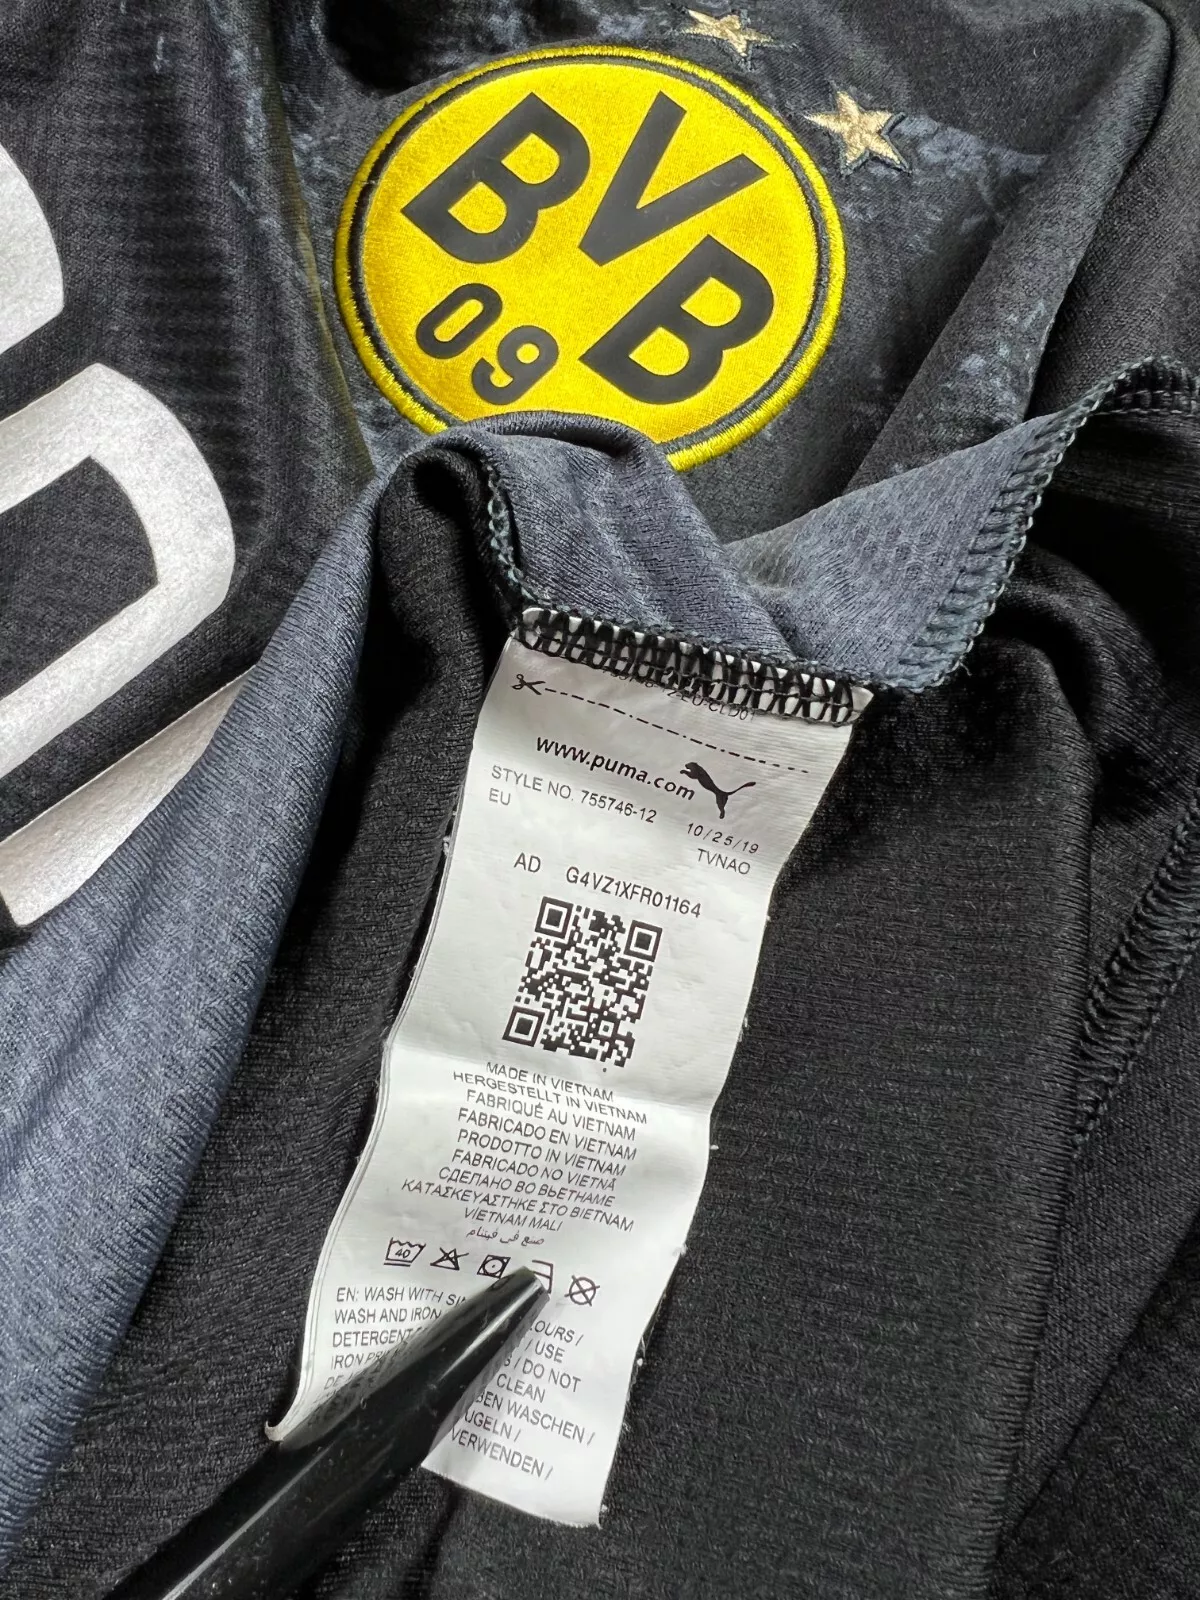 BVB
09
www.puma.com
STYLE NO. 755746-12
EU
10/25/19
TVNAO
AD G4VZ1XFR01164
MADE IN VIETNAM
HERGESTELLT IN VIETNAM
FABRIQUÉ AU VIETNAM
FABRICADO EN VIETNAM
PRODOTTO IN VIETNAM
FABRICADO NO VIETNÃ
СДЕЛАНО ВО ВЬЕТНАМЕ
ΚΑΤΑΣΚΕΥΑΣΤΗΚΕ ΣΤΟ ΒΙΕΤΝΑΜ
VIETNAM MALI
صنع في فيتنام
40
EN: WASH WITH
WASH AND IRON
DETERGENT
IRON
/ USE
/ DO NOT
CLEAN
WASCHEN /
VERWENDEN /